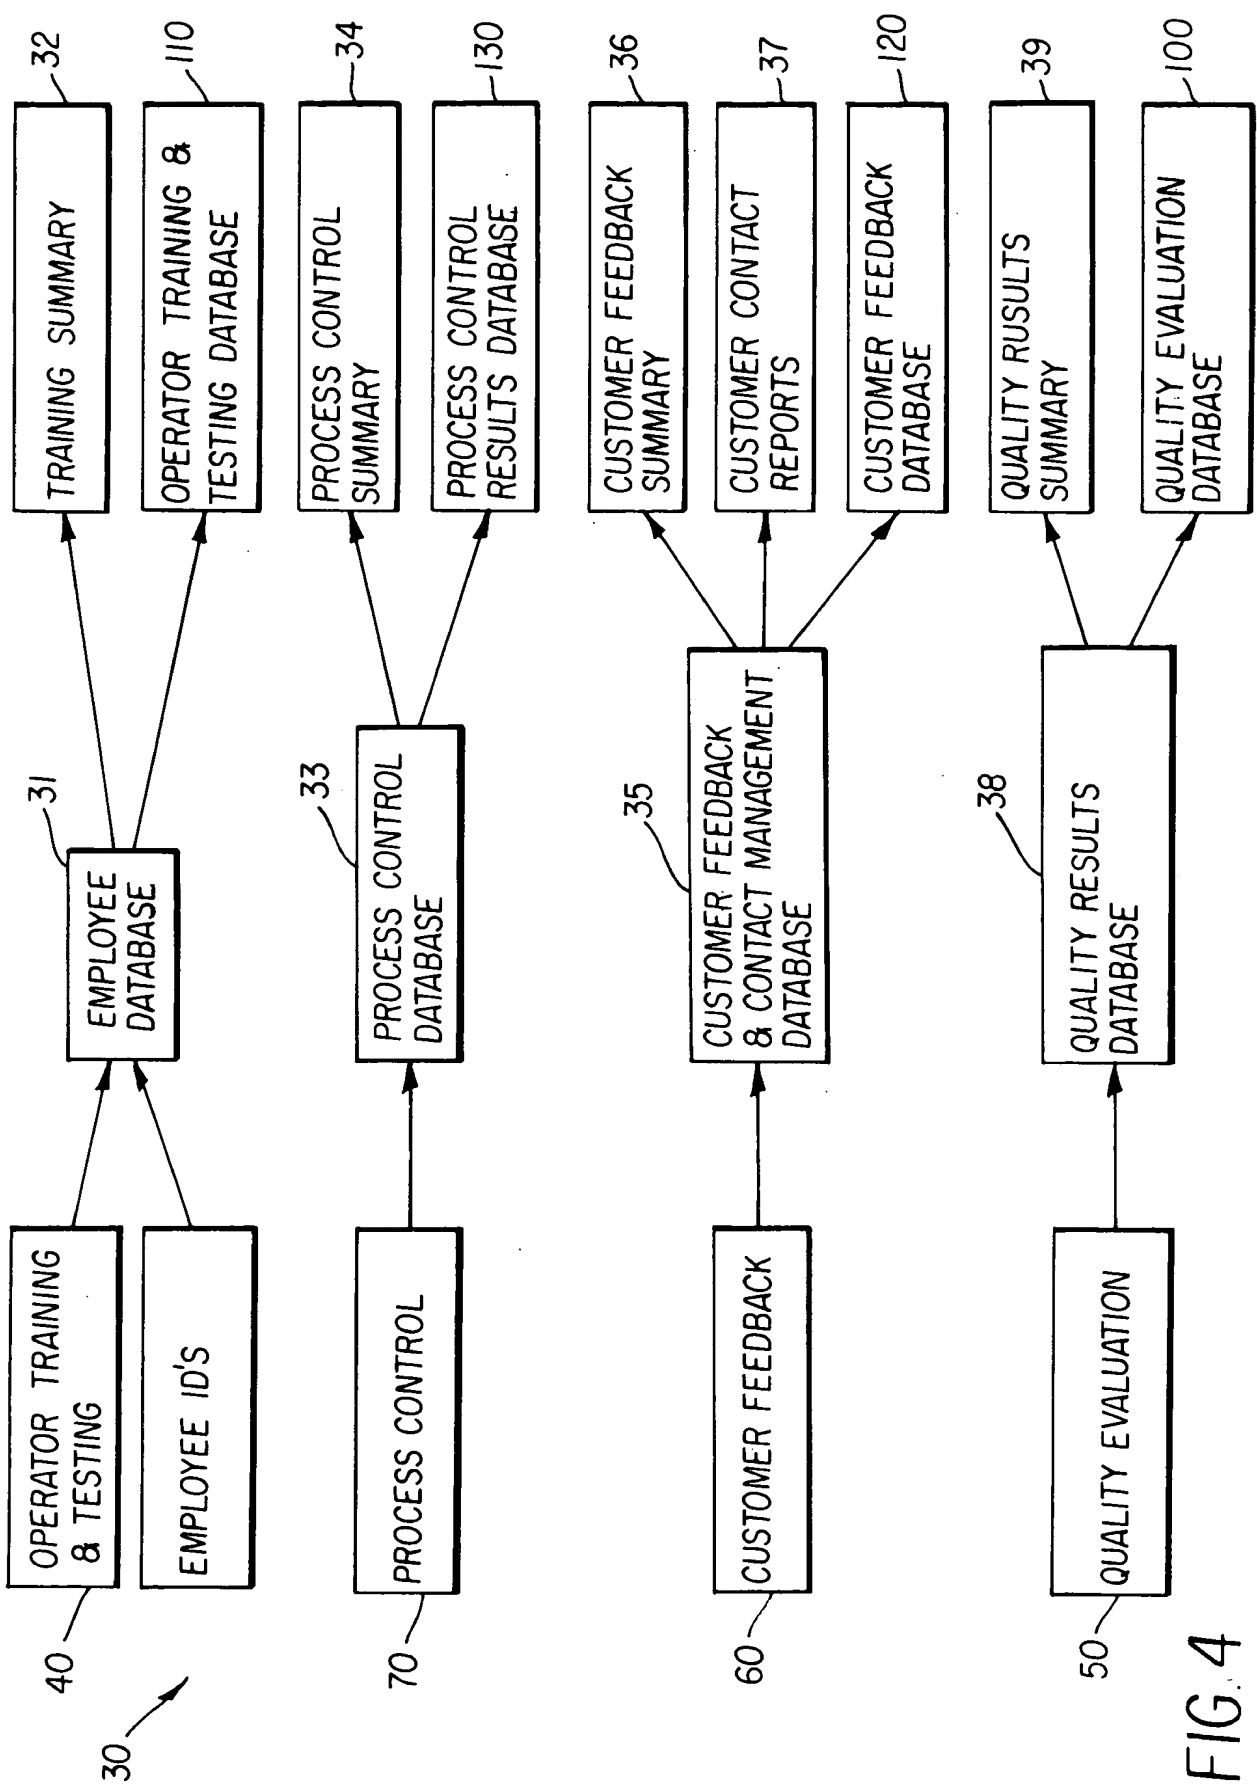 30
40
OPERATOR TRAINING
& TESTING
EMPLOYEE ID'S
31
EMPLOYEE
DATABASE
32
TRAINING SUMMARY
110
OPERATOR TRAINING &
TESTING DATABASE
70
PROCESS CONTROL
33
PROCESS CONTROL
DATABASE
34
PROCESS CONTROL
SUMMARY
130
PROCESS CONTROL
RESULTS DATABASE
60
CUSTOMER FEEDBACK
35
CUSTOMER FEEDBACK
& CONTACT MANAGEMENT
DATABASE
36
CUSTOMER FEEDBACK
SUMMARY
37
CUSTOMER CONTACT
REPORTS
120
CUSTOMER FEEDBACK
DATABASE
50
QUALITY EVALUATION
38
QUALITY RESULTS
DATABASE
39
QUALITY RUSULTS
SUMMARY
100
QUALITY EVALUATION
DATABASE
FIG. 4